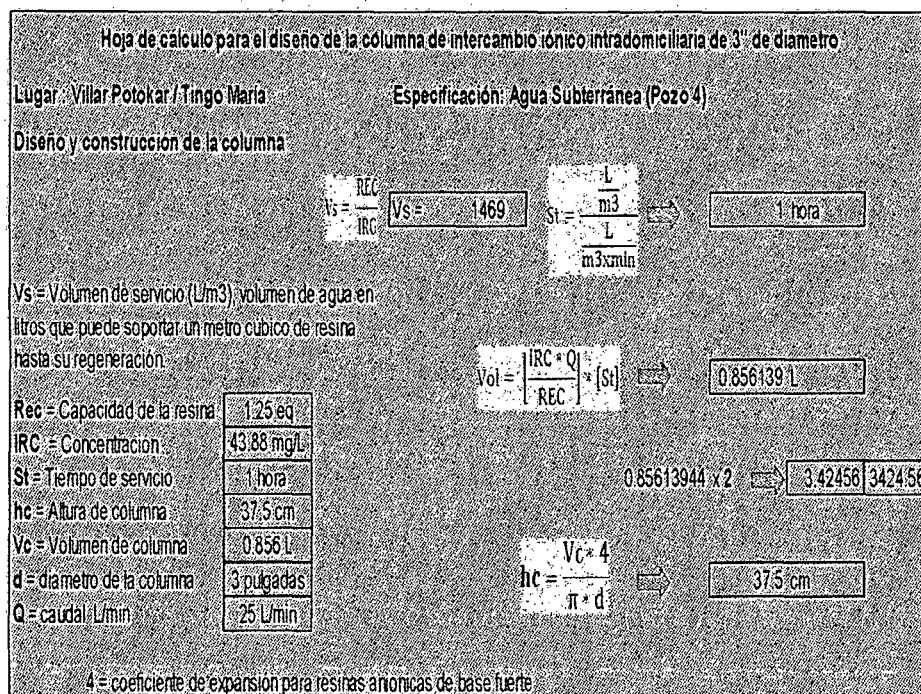 Hoja de cálculo para el diseño de la columna de intercambio iónico intradomiciliaria de 3" de diametro
Lugar : Villar Potokar / Tingo Maria Especificación: Agua Subterránea (Pozo 4)
Diseño y construcción de la columna
Vs = REC / IRC Vs = 1469 St = L/m3 / L/m3xmin 1 hora
Vs = Volumen de servicio (L/m3), volumen de agua en
litros que puede soportar un metro cubico de resina
hasta su regeneración.
Vol = [IRC * Q / REC] * [St] 0.856139 L
Rec = Capacidad de la resina 1.25 eq
IRC = Concentración 43.88 mg/L
St = Tiempo de servicio 1 hora
0.85613944 x 2 3.42456 3424.56
hc = Altura de columna 37.5 cm
Vc = Volumen de columna 0.856 L
hc = Vc * 4 / π * d 37.5 cm
d = diametro de la columna 3 pulgadas
Q = caudal L/min 25 L/min
4 = coeficiente de expansión para resinas anionicas de base fuerte